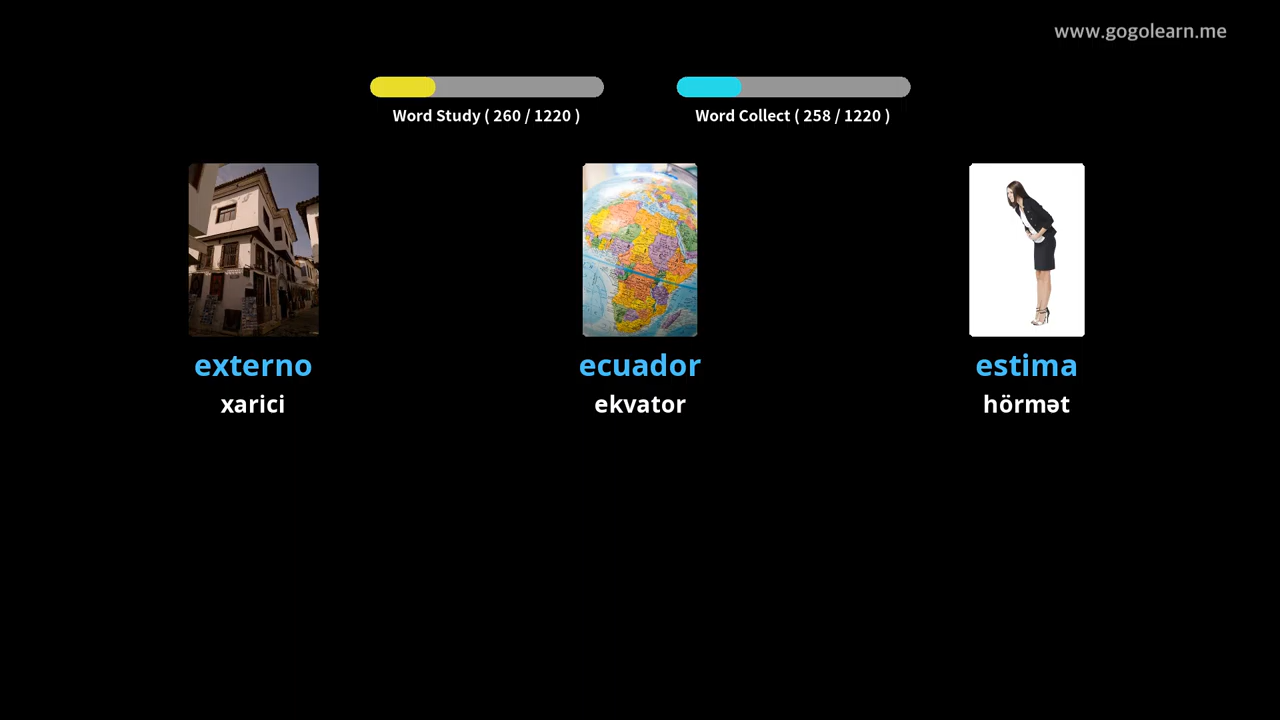 www.gogolearn.me
Word Study ( 260 / 1220 )
Word Collect ( 258 / 1220 )
externo
xarici
ecuador
ekvator
estima
hörmət